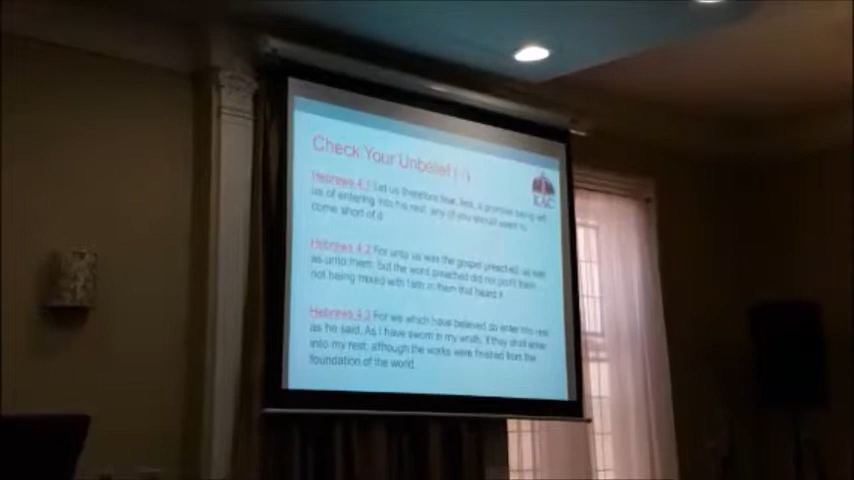 Check Your Unbelief (-)
KAC
Hebrews 4:1 Let us therefore fear, lest, a promise being left
us of entering into his rest, any of you should seem to
come short of it.
Hebrews 4:2 For unto us was the gospel preached, as well
as unto them: but the word preached did not profit them,
not being mixed with faith in them that heard it.
Hebrews 4:3 For we which have believed do enter into rest,
as he said, As I have sworn in my wrath, if they shall enter
into my rest: although the works were finished from the
foundation of the world.